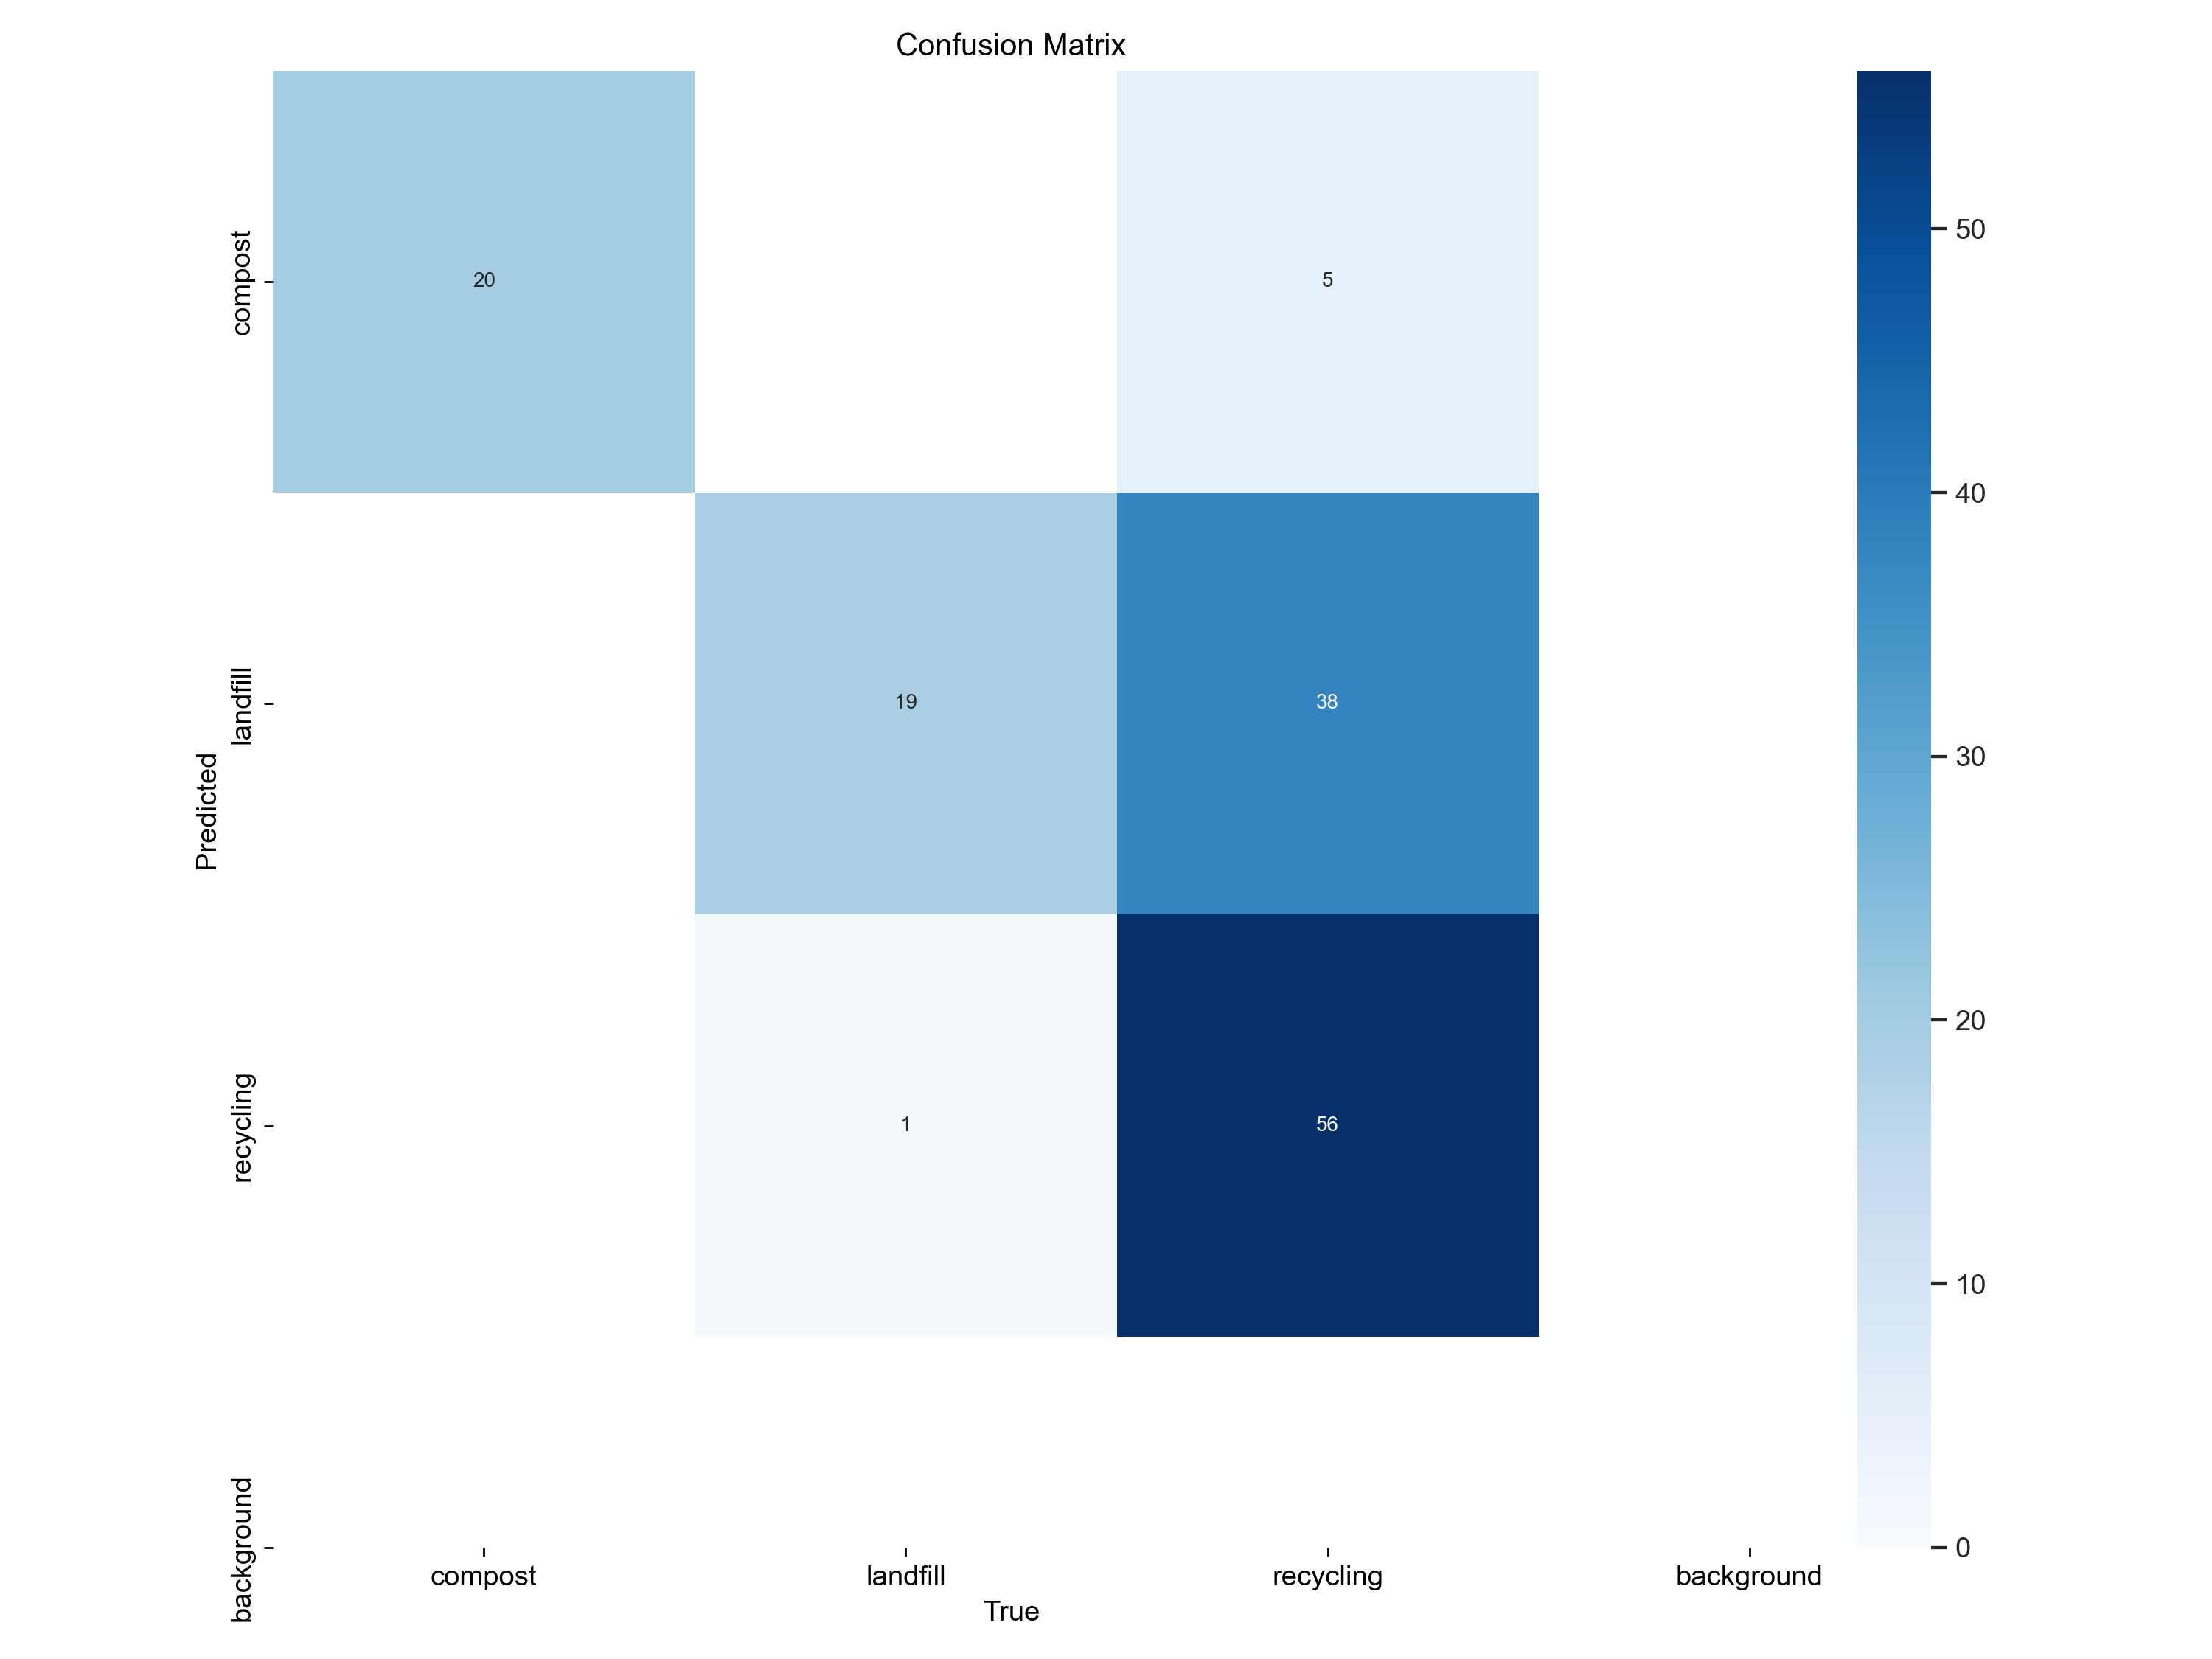 Confusion Matrix
compost
landfill
recycling
background
Predicted
20
5
19
38
1
56
compost
landfill
recycling
background
True
50
40
30
20
10
0